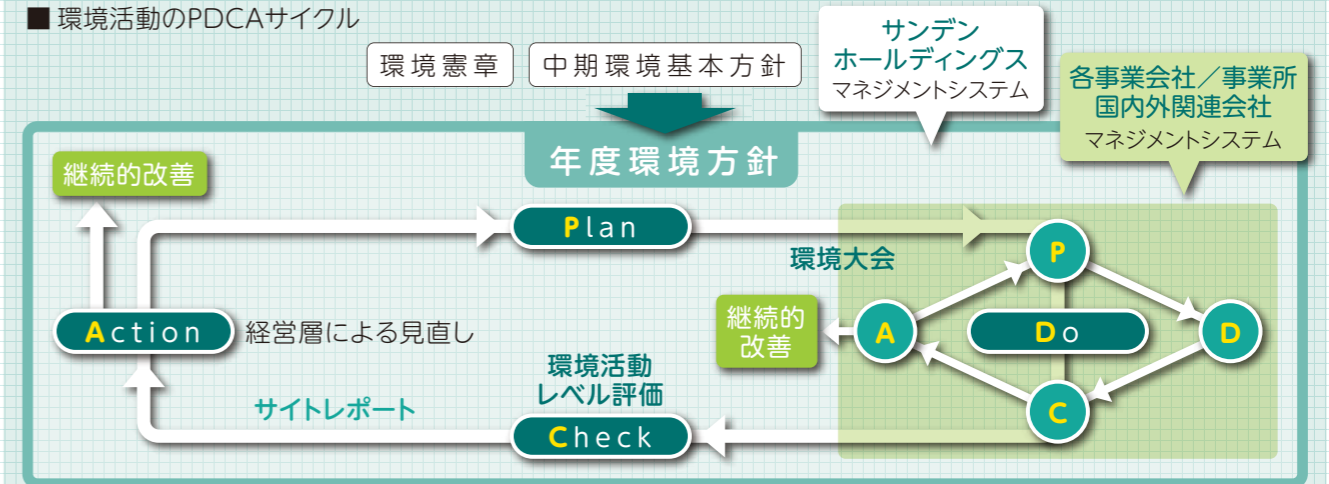 ■ 環境活動のPDCAサイクル
環境憲章
中期環境基本方針
サンデン
ホールディングス
マネジメントシステム
各事業会社／事業所
国内外関連会社
マネジメントシステム
年度環境方針
継続的改善
Plan
環境大会
P
Action
経営層による見直し
継続的
改善
A
Do
D
環境活動
レベル評価
サイトレポート
Check
C